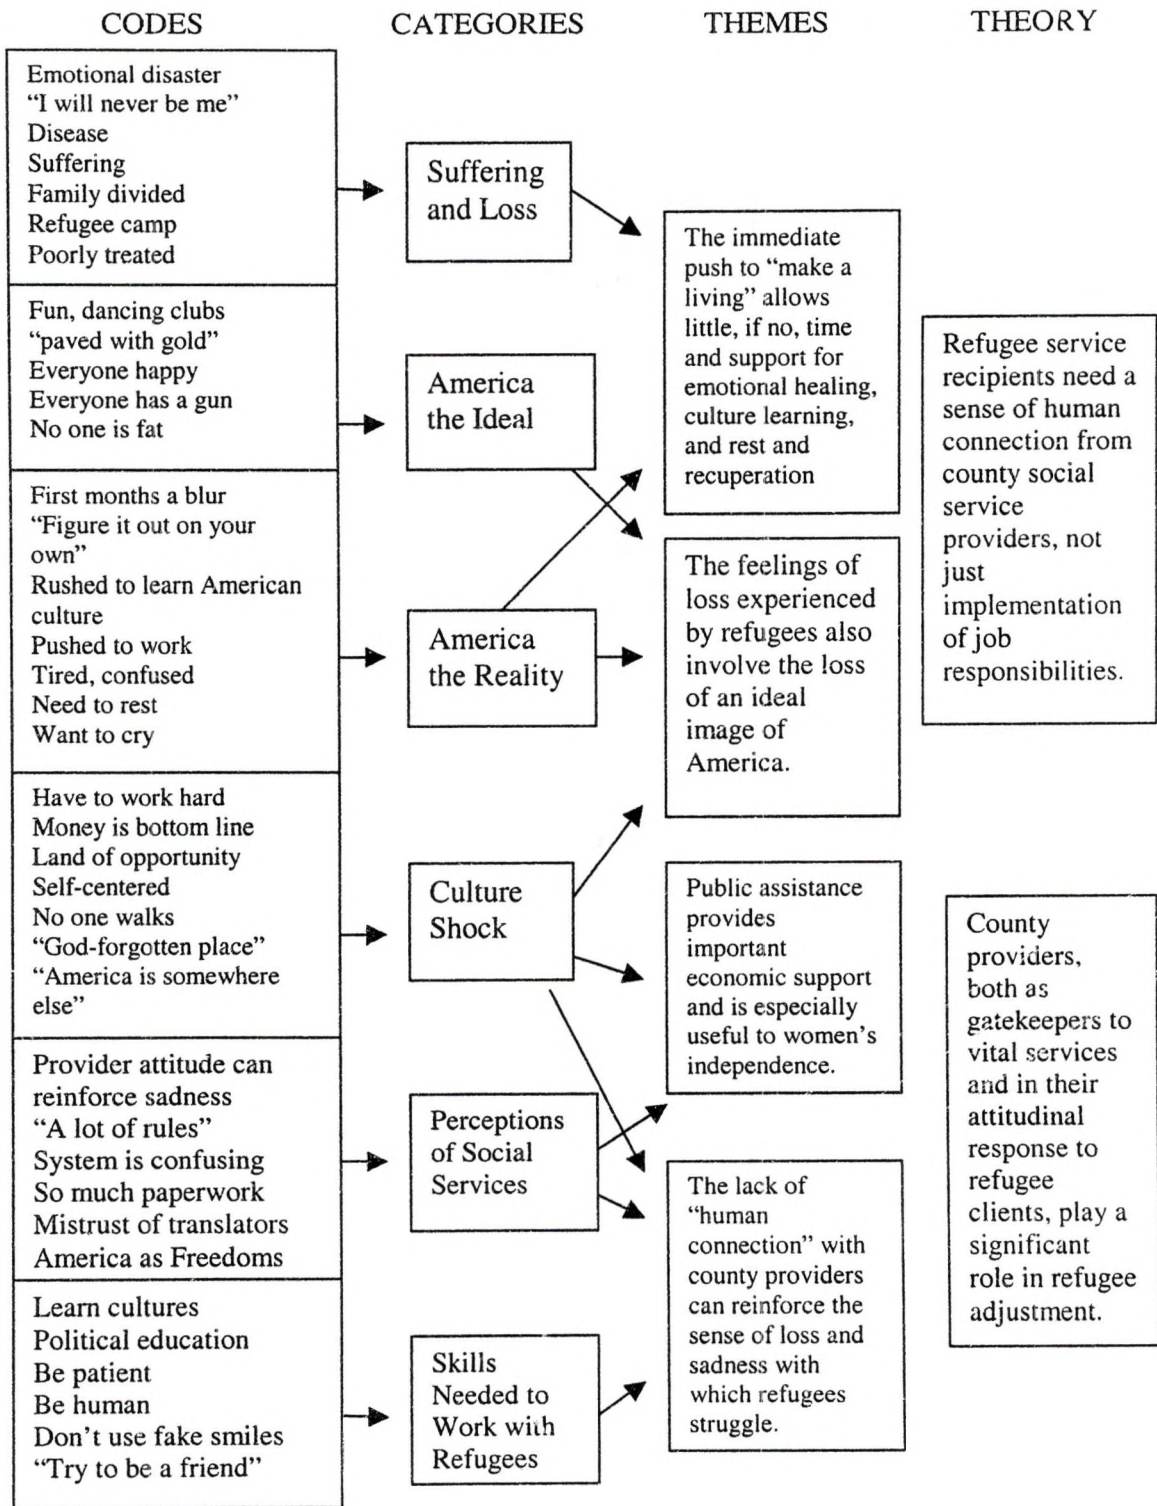 CODES
CATEGORIES
THEMES
THEORY
Emotional disaster
“I will never be me”
Disease
Suffering
Family divided
Refugee camp
Poorly treated
Fun, dancing clubs
“paved with gold”
Everyone happy
Everyone has a gun
No one is fat
First months a blur
“Figure it out on your
own”
Rushed to learn American
culture
Pushed to work
Tired, confused
Need to rest
Want to cry
Have to work hard
Money is bottom line
Land of opportunity
Self-centered
No one walks
“God-forgotten place”
“America is somewhere
else”
Provider attitude can
reinforce sadness
“A lot of rules”
System is confusing
So much paperwork
Mistrust of translators
America as Freedoms
Learn cultures
Political education
Be patient
Be human
Don’t use fake smiles
“Try to be a friend”
Suffering
and Loss
America
the Ideal
America
the Reality
Culture
Shock
Perceptions
of Social
Services
Skills
Needed to
Work with
Refugees
The immediate
push to “make a
living” allows
little, if no, time
and support for
emotional healing,
culture learning,
and rest and
recuperation
The feelings of
loss experienced
by refugees also
involve the loss
of an ideal
image of
America.
Public assistance
provides
important
economic support
and is especially
useful to women’s
independence.
The lack of
“human
connection” with
county providers
can reinforce the
sense of loss and
sadness with
which refugees
struggle.
Refugee service
recipients need a
sense of human
connection from
county social
service
providers, not
just
implementation
of job
responsibilities.
County
providers,
both as
gatekeepers to
vital services
and in their
attitudinal
response to
refugee
clients, play a
significant
role in refugee
adjustment.